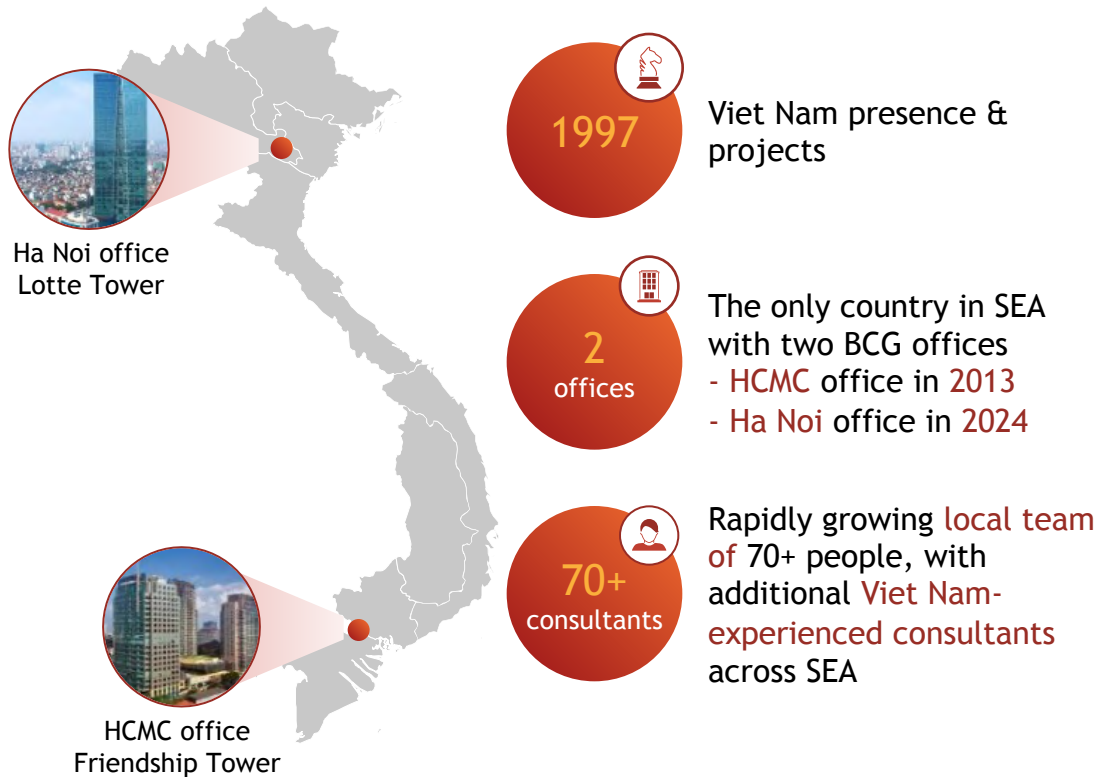 Ha Noi office
Lotte Tower
HCMC office
Friendship Tower
1997
Viet Nam presence &
projects
2
offices
The only country in SEA
with two BCG offices
- HCMC office in 2013
- Ha Noi office in 2024
70+
consultants
Rapidly growing local team
of 70+ people, with
additional Viet Nam-
experienced consultants
across SEA